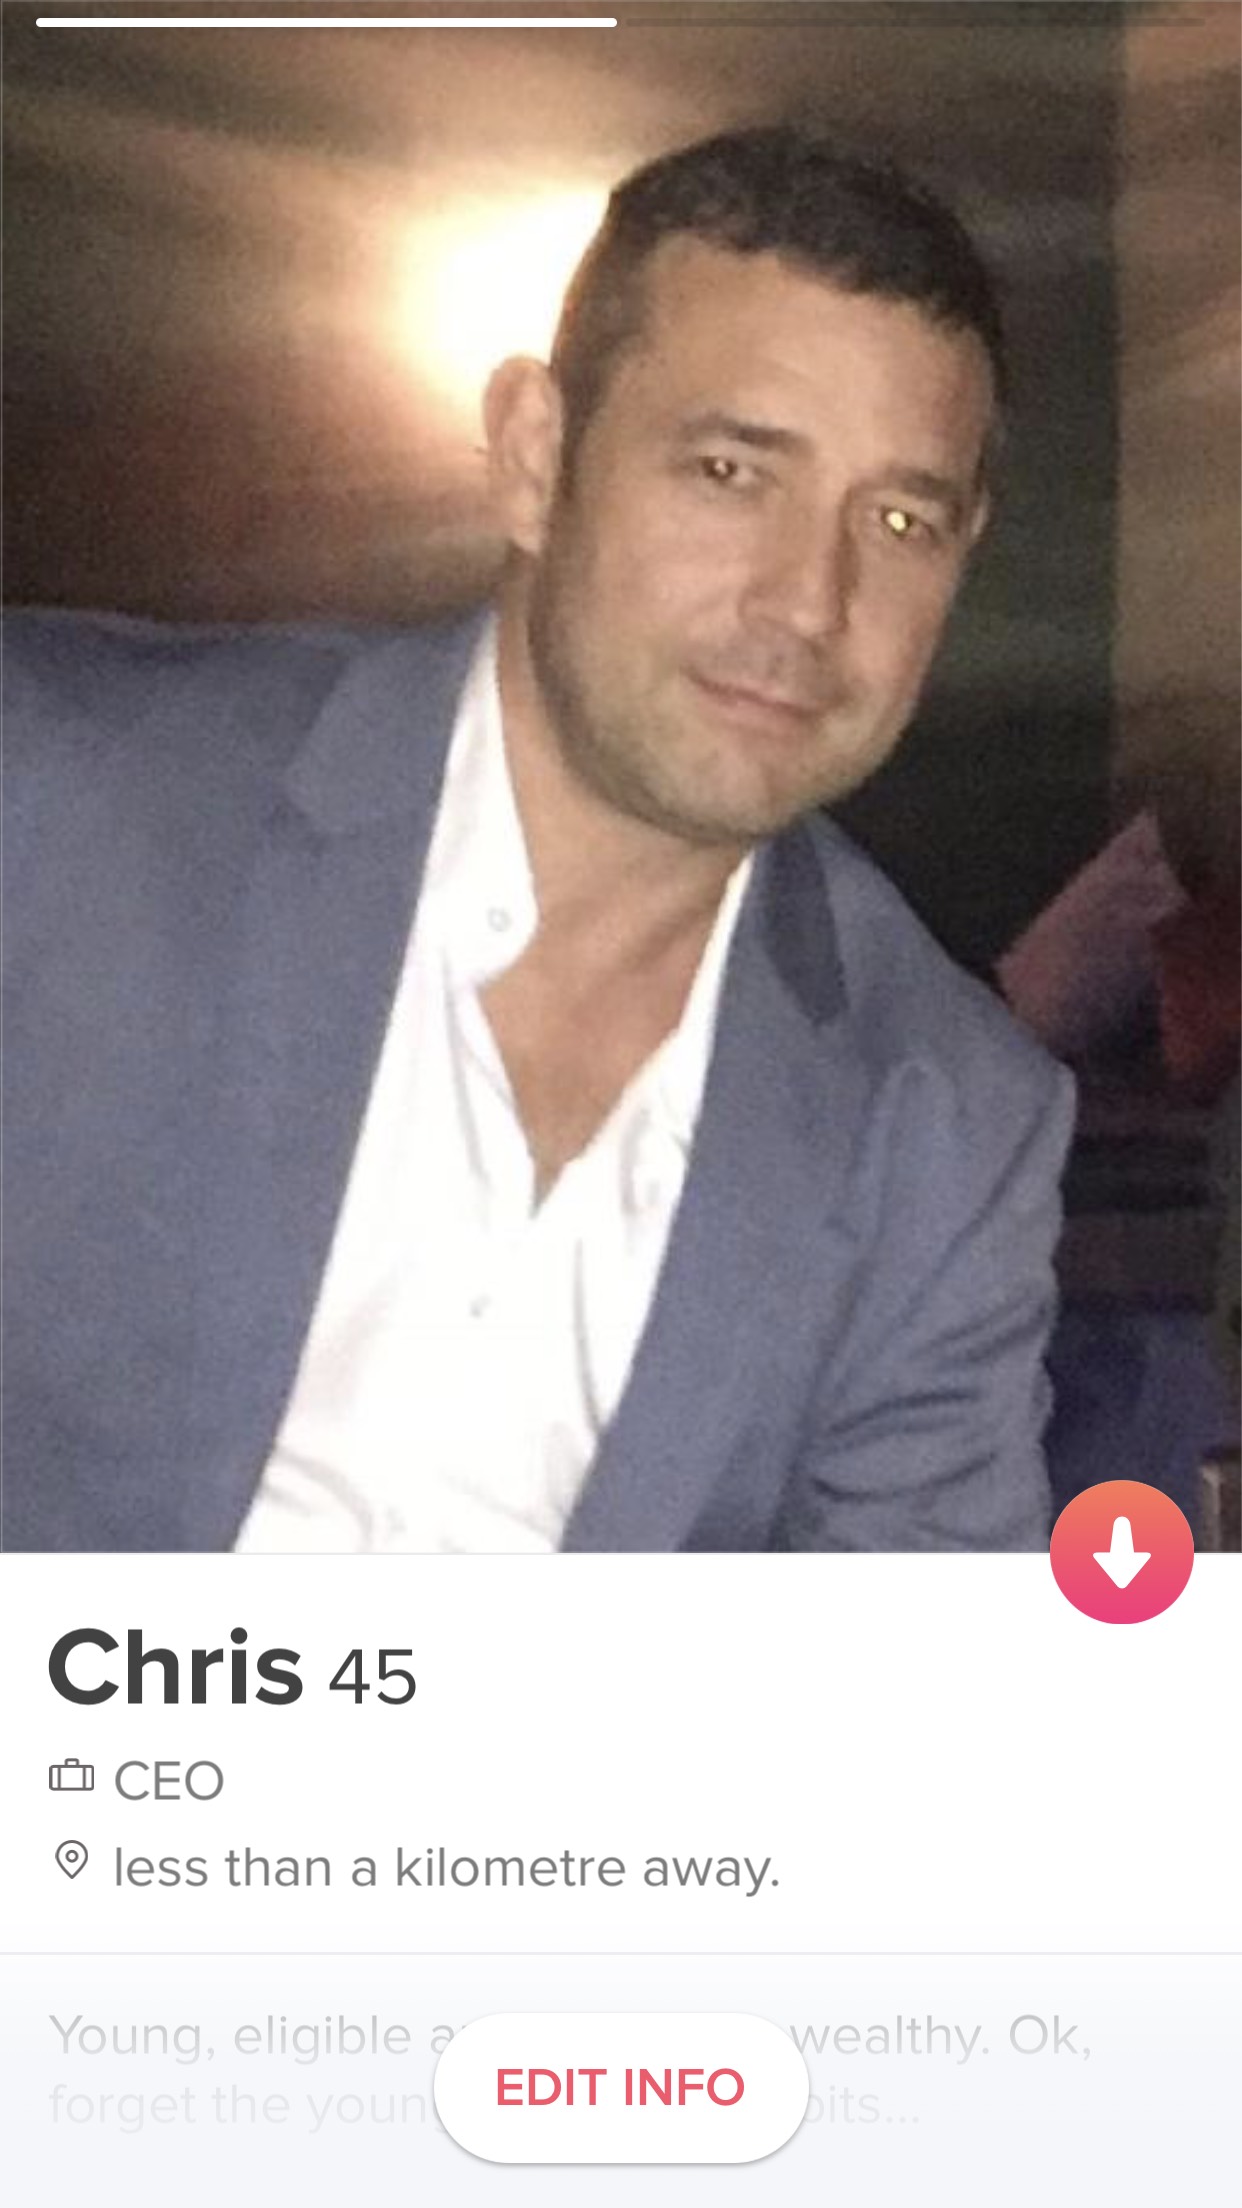 Chris 45
CEO
less than a kilometre away.
Young, eligible wealthy. Ok,
forget the
EDIT INFO